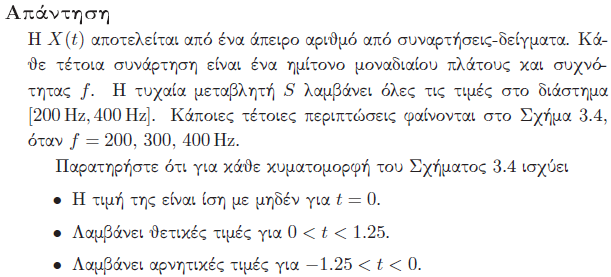 Απάντηση
Η X(t) αποτελείται από ένα άπειρο αριθμό από συναρτήσεις-δείγματα. Κά-
θε τέτοια συνάρτηση είναι ένα ημίτονο μοναδιαίου πλάτους και συχνό-
τητας f. Η τυχαία μεταβλητή S λαμβάνει όλες τις τιμές στο διάστημα
[200 Hz, 400 Hz]. Κάποιες τέτοιες περιπτώσεις φαίνονται στο Σχήμα 3.4,
όταν f = 200, 300, 400 Hz.
Παρατηρήστε ότι για κάθε κυματομορφή του Σχήματος 3.4 ισχύει
• Η τιμή της είναι ίση με μηδέν για t = 0.
• Λαμβάνει θετικές τιμές για 0 < t < 1.25.
• Λαμβάνει αρνητικές τιμές για −1.25 < t < 0.